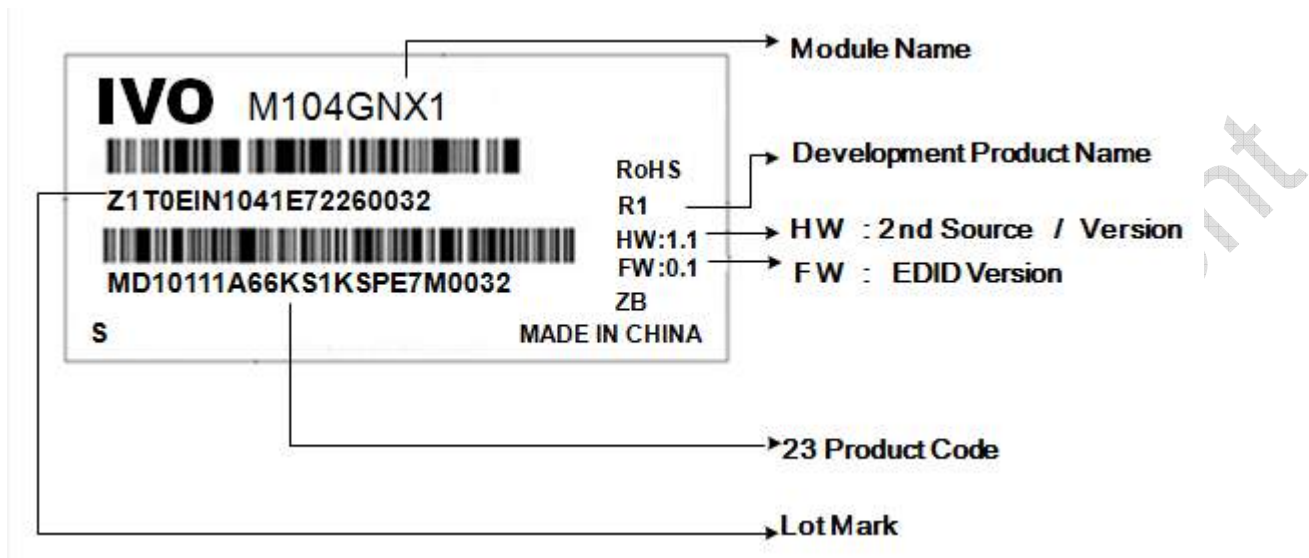 Module Name
IVO M104GNX1
Development Product Name
RoHS
Z1T0EIN1041E72260032
R1
HW : 2nd Source / Version
HW:1.1
FW : EDID Version
FW:0.1
MD10111A66KS1KSPE7M0032
ZB
S
MADE IN CHINA
23 Product Code
Lot Mark